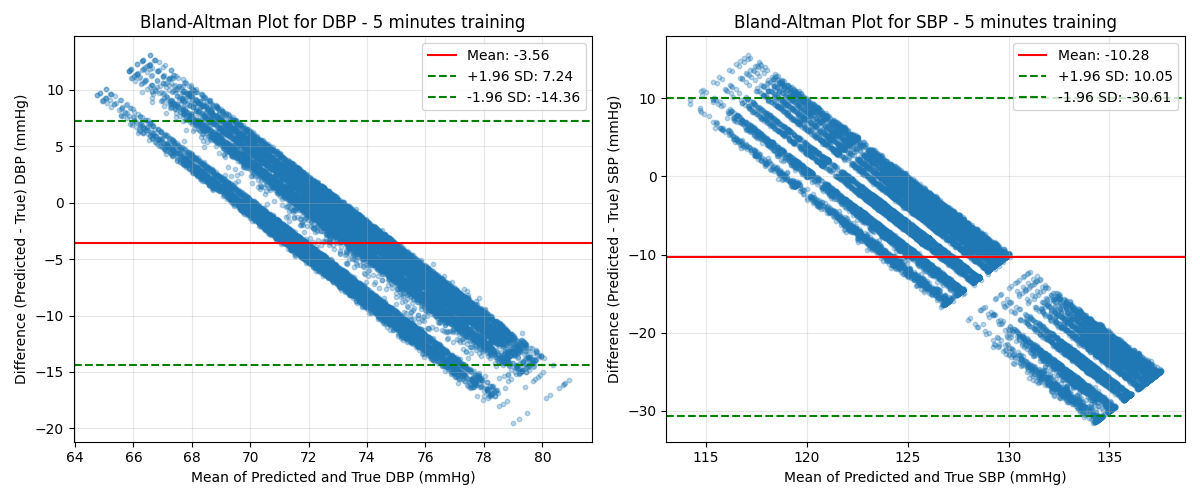 Bland-Altman Plot for DBP - 5 minutes training
Difference (Predicted - True) DBP (mmHg)
10
5
0
−5
−10
−15
−20
Mean: -3.56
+1.96 SD: 7.24
-1.96 SD: -14.36
64
66
68
70
72
74
76
78
80
Mean of Predicted and True DBP (mmHg)
Bland-Altman Plot for SBP - 5 minutes training
Difference (Predicted - True) SBP (mmHg)
10
0
−10
−20
−30
Mean: -10.28
+1.96 SD: 10.05
-1.96 SD: -30.61
115
120
125
130
135
Mean of Predicted and True SBP (mmHg)